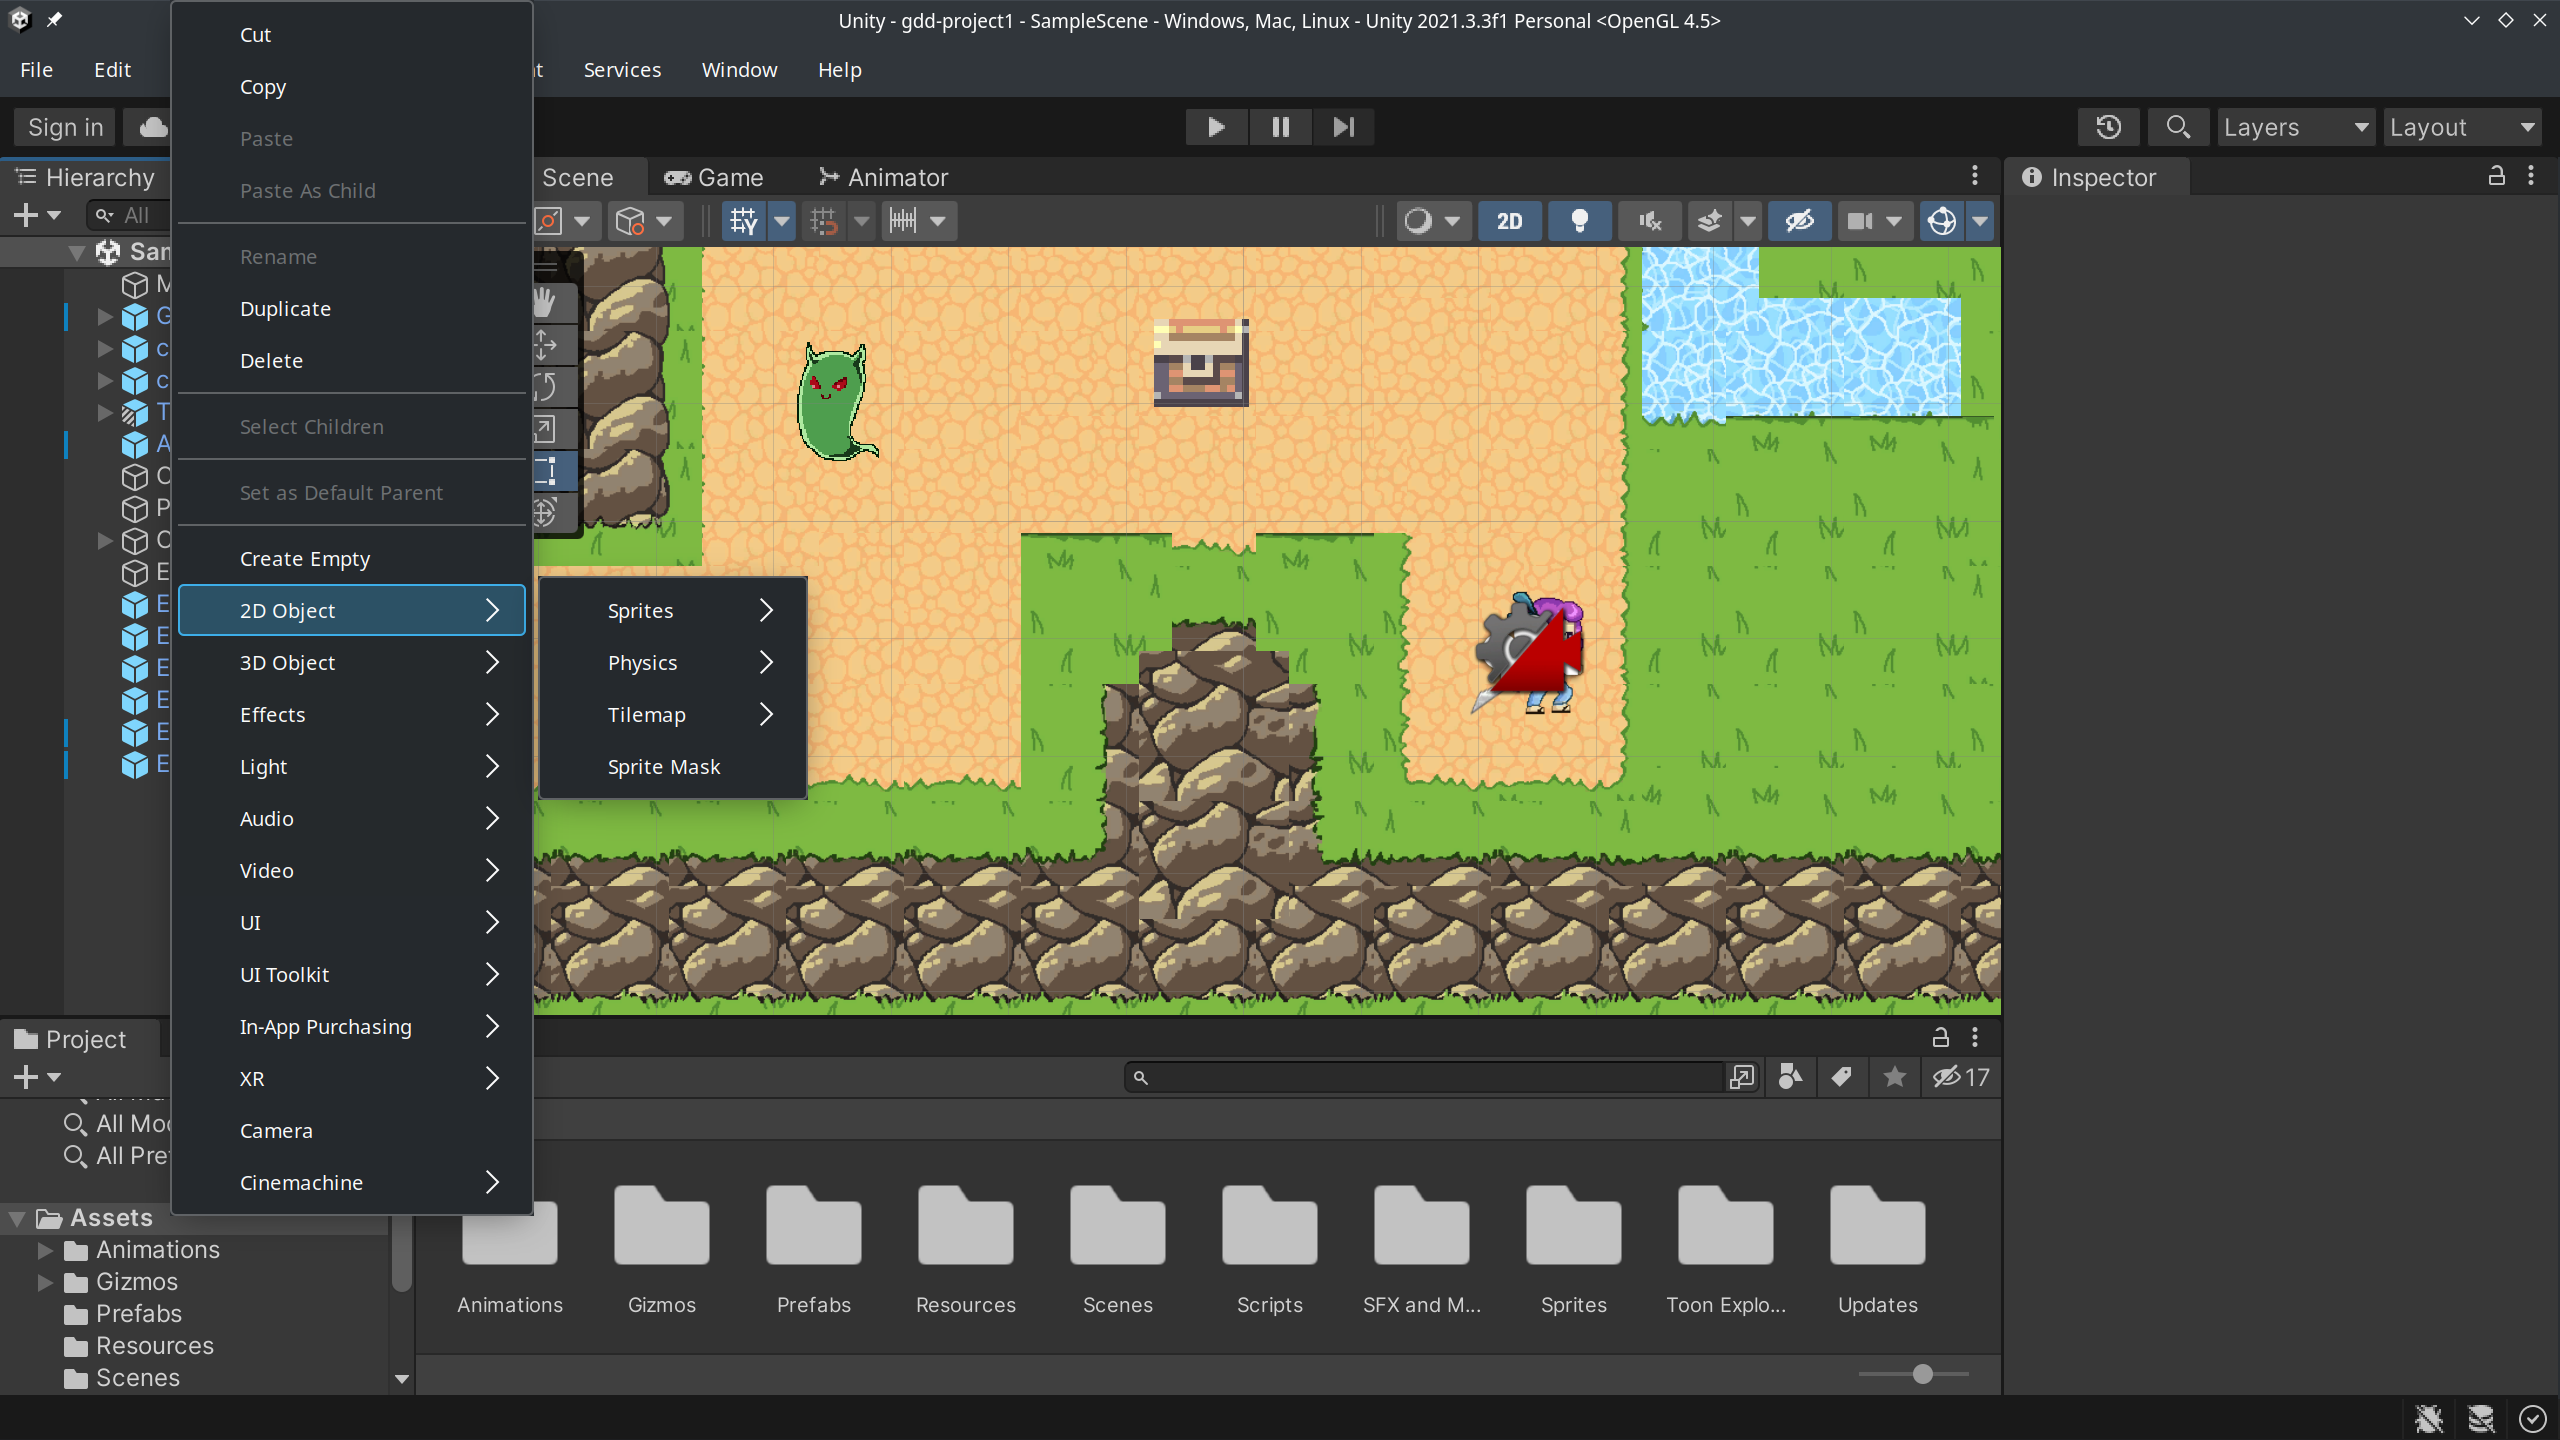 Unity - gdd-project1 - SampleScene - Windows, Mac, Linux - Unity 2021.3.3f1 Personal <OpenGL 4.5>
File Edit Services Window Help
Sign in
Layers
Layout
Hierarchy
All
Scene
Game
Animator
Inspector
2D
Cut
Copy
Paste
Paste As Child
Rename
Duplicate
Delete
Select Children
Set as Default Parent
Create Empty
2D Object
3D Object
Effects
Light
Audio
Video
UI
UI Toolkit
In-App Purchasing
XR
Camera
Cinemachine
Sprites
Physics
Tilemap
Sprite Mask
Project
17
All
All Pre
Assets
Animations
Gizmos
Prefabs
Resources
Scenes
Animations
Gizmos
Prefabs
Resources
Scenes
Scripts
SFX and M...
Sprites
Toon Explo...
Updates